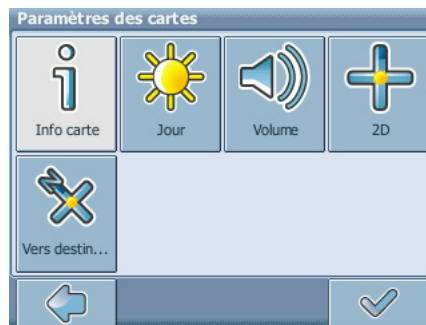 Paramètres des cartes
Info carte
Jour
Volume
2D
Vers destin...